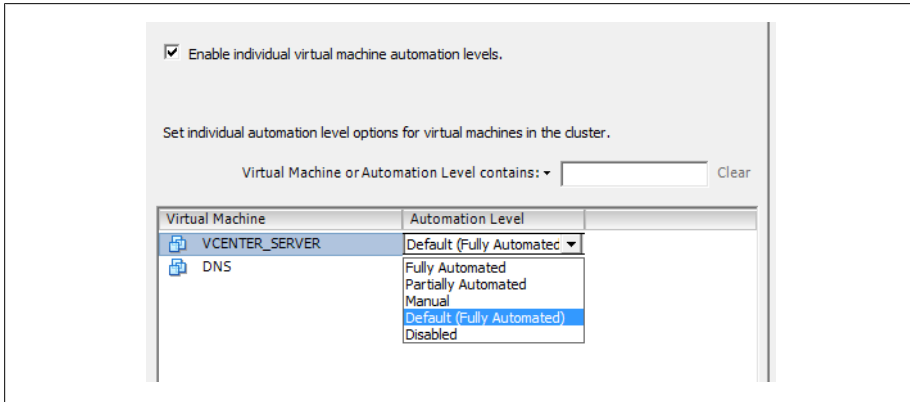 Enable individual virtual machine automation levels.
Set individual automation level options for virtual machines in the cluster.
Virtual Machine or Automation Level contains: Clear
Virtual Machine Automation Level
VCENTER_SERVER Default (Fully Automated
DNS Fully Automated
Partially Automated
Manual
Default (Fully Automated)
Disabled